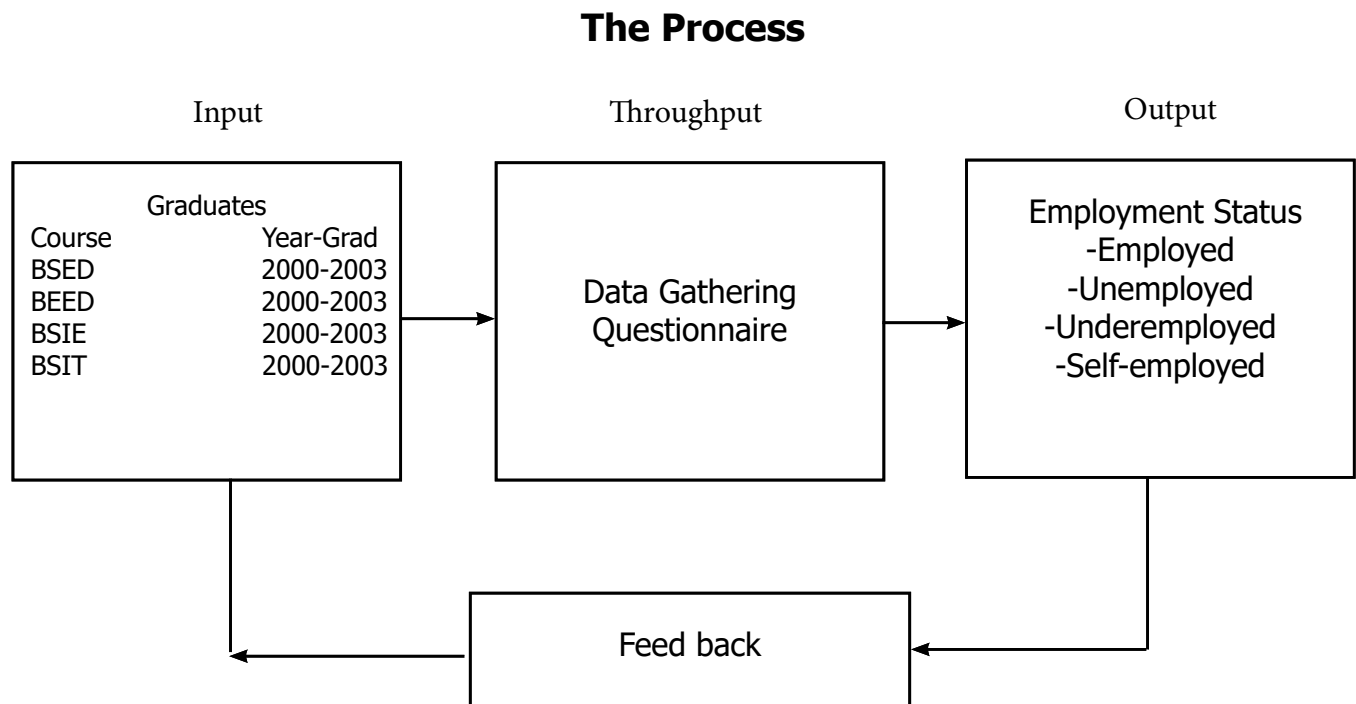 The Process
Input
Throughput
Output
Graduates
Course Year-Grad
BSED 2000-2003
BEED 2000-2003
BSIE 2000-2003
BSIT 2000-2003
Data Gathering
Questionnaire
Employment Status
-Employed
-Unemployed
-Underemployed
-Self-employed
Feed back